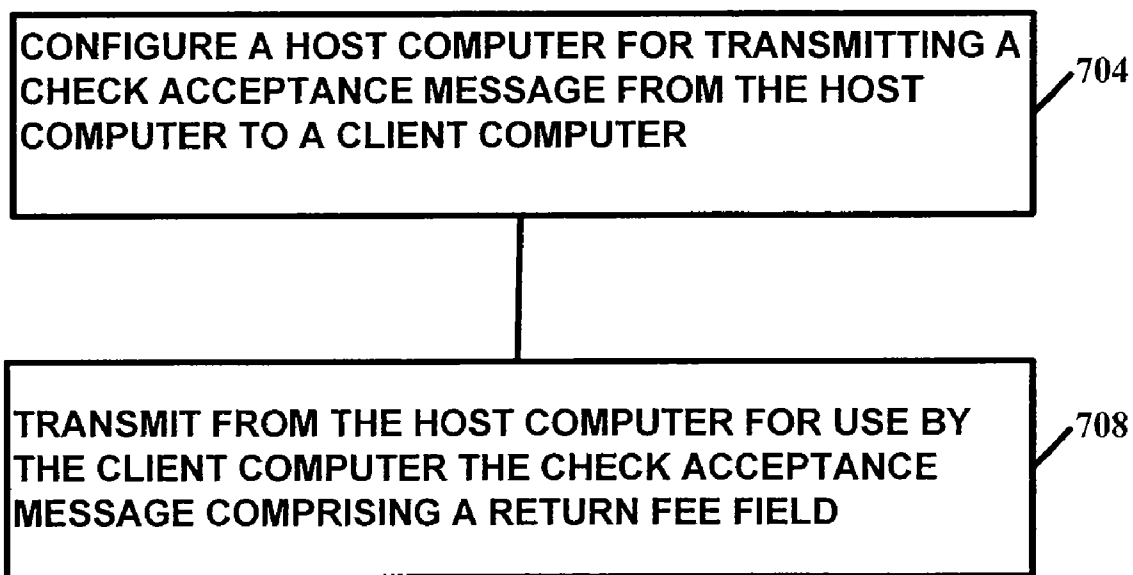 CONFIGURE A HOST COMPUTER FOR TRANSMITTING A
CHECK ACCEPTANCE MESSAGE FROM THE HOST
COMPUTER TO A CLIENT COMPUTER
704
TRANSMIT FROM THE HOST COMPUTER FOR USE BY
THE CLIENT COMPUTER THE CHECK ACCEPTANCE
MESSAGE COMPRISING A RETURN FEE FIELD
708